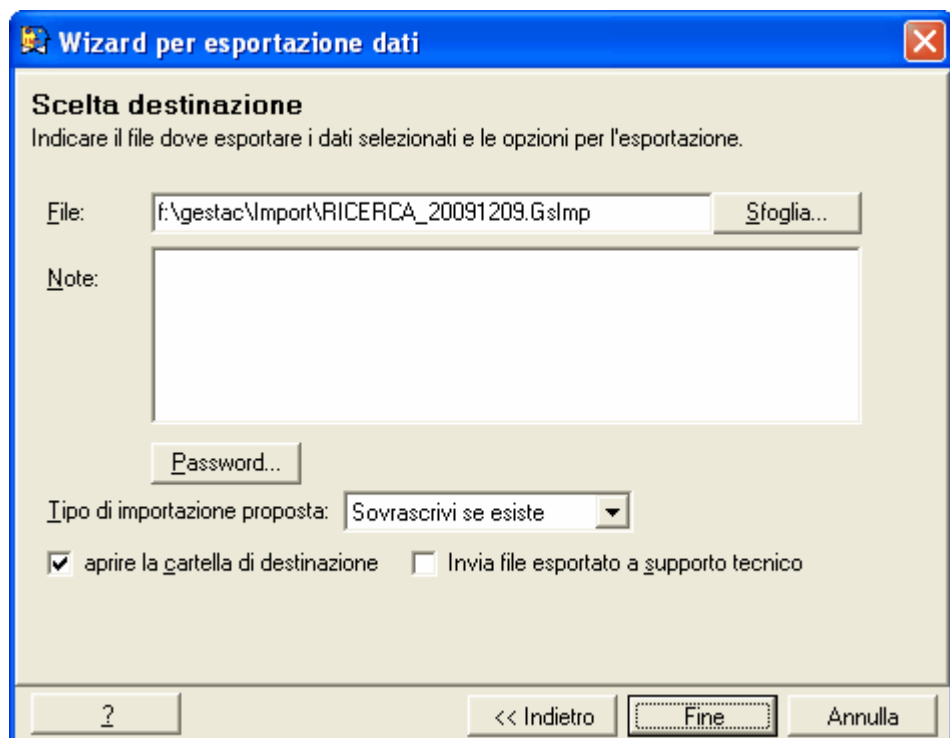 Wizard per esportazione dati
Scelta destinazione
Indicare il file dove esportare i dati selezionati e le opzioni per l'esportazione.
File: f:\gestac\Import\RICERCA_20091209.GsImp Sfoglia...
Note:
Password...
Tipo di importazione proposta: Sovrascrivi se esiste
aprire la cartella di destinazione Invia file esportato a supporto tecnico
? << Indietro Fine Annulla